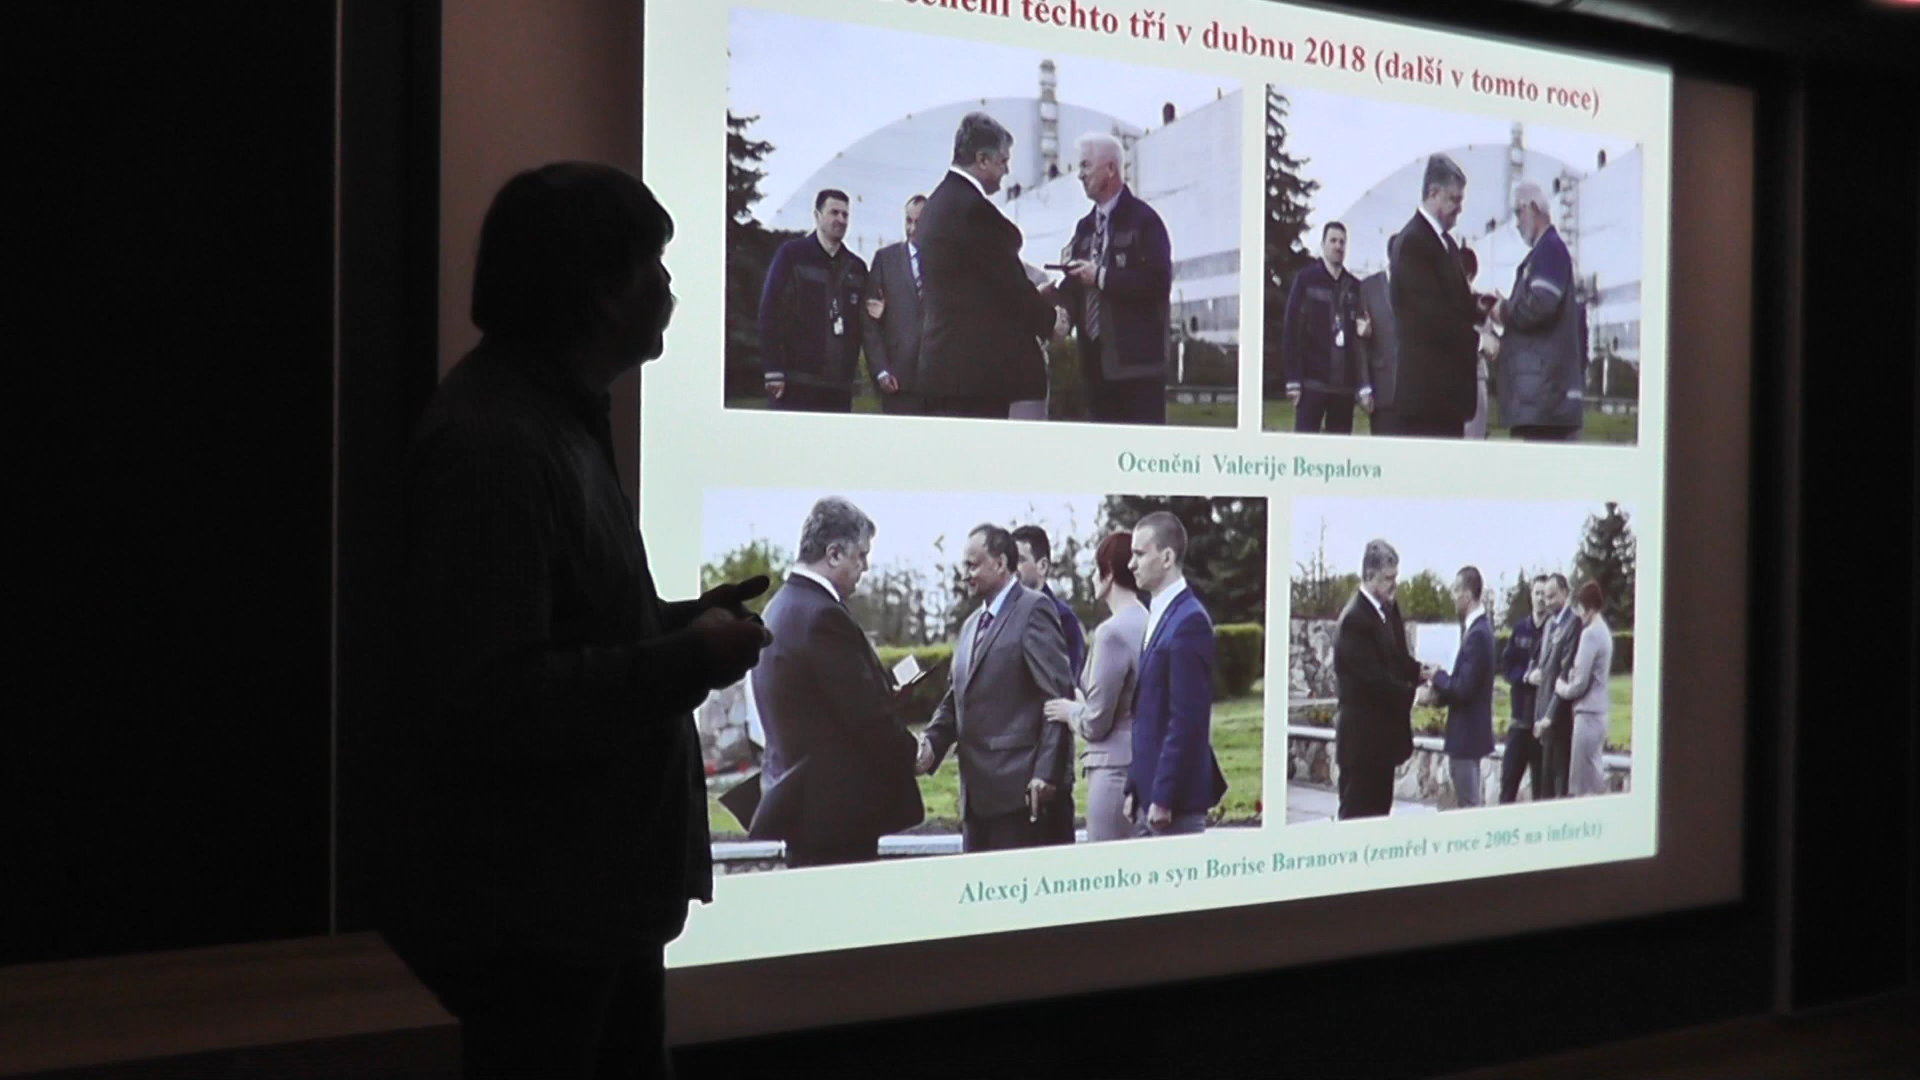 těchto tří v dubnu 2018 (další v tomto roce)
Ocenění Valerije Bespalova
Alexej Ananenko a syn Borise Baranova (zemřel v roce 2005 na infarkt)